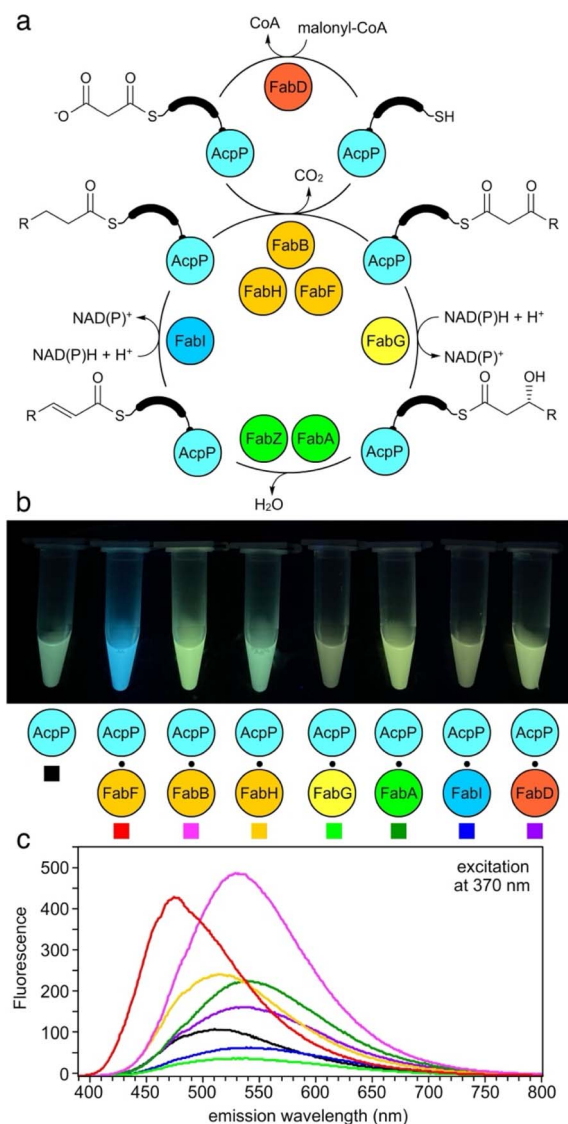 a
CoA malonyl-CoA
FabD
O O
⁻O S SH
AcpP AcpP
CO₂
O O O
R S S R
FabB
AcpP FabH FabF AcpP
NAD(P)⁺ NAD(P)H + H⁺
FabI FabG
NAD(P)H + H⁺ NAD(P)⁺
O O OH
R S S R
AcpP FabZ FabA AcpP
H₂O
b
AcpP AcpP AcpP AcpP AcpP AcpP AcpP AcpP
FabF FabB FabH FabG FabA FabI FabD
c
500
excitation
at 370 nm
400
300
200
100
0
Fluorescence
400 450 500 550 600 650 700 750 800
emission wavelength (nm)